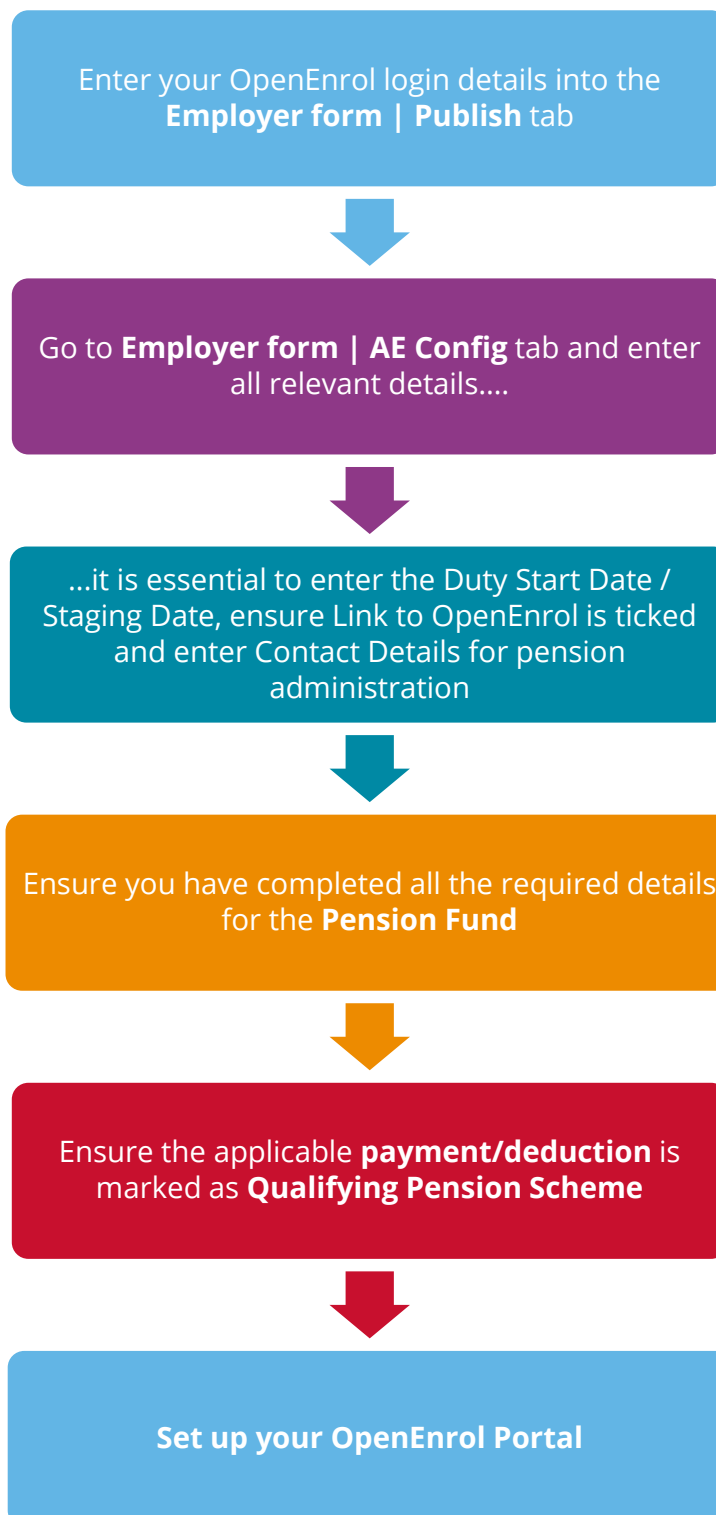 Enter your OpenEnrol login details into the
Employer form | Publish tab
Go to Employer form | AE Config tab and enter
all relevant details....
...it is essential to enter the Duty Start Date /
Staging Date, ensure Link to OpenEnrol is ticked
and enter Contact Details for pension
administration
Ensure you have completed all the required details
for the Pension Fund
Ensure the applicable payment/deduction is
marked as Qualifying Pension Scheme
Set up your OpenEnrol Portal